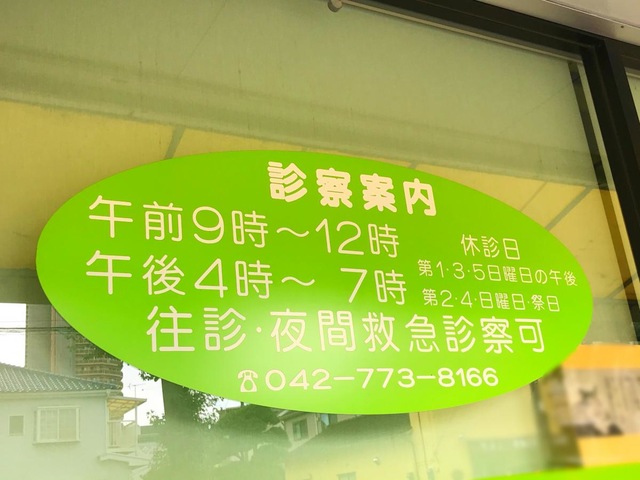 診察案内
午前9時～12時
午後4時～ 7時
休診日
第1・3・5日曜日の午後
第2・4・日曜日・祭日
往診・夜間救急診察可
☎042-773-8166